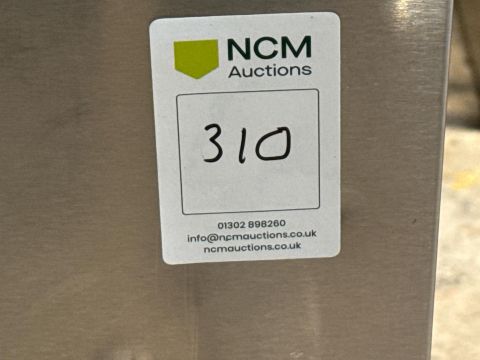 NCM
Auctions
310
01302 898260
info@ncmauctions.co.uk
ncmauctions.co.uk